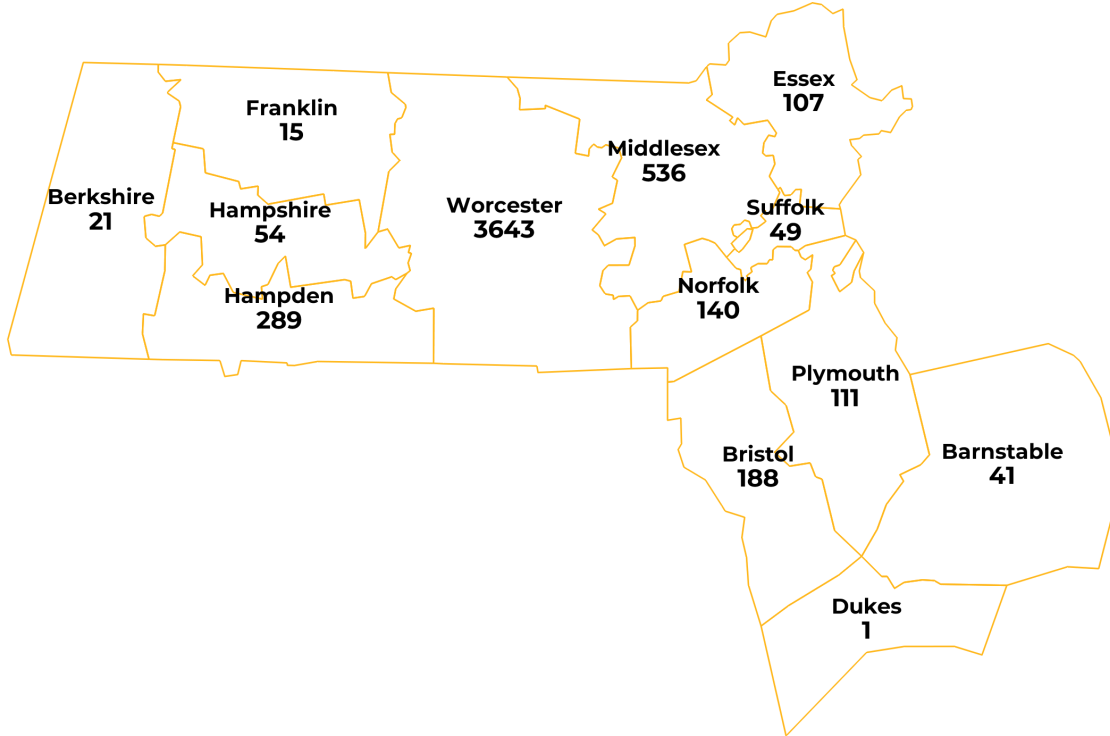 Essex
107
Franklin
15
Middlesex
536
Berkshire
21
Hampshire
54
Worcester
3643
Suffolk
49
Hampden
289
Norfolk
140
Plymouth
111
Bristol
188
Barnstable
41
Dukes
1